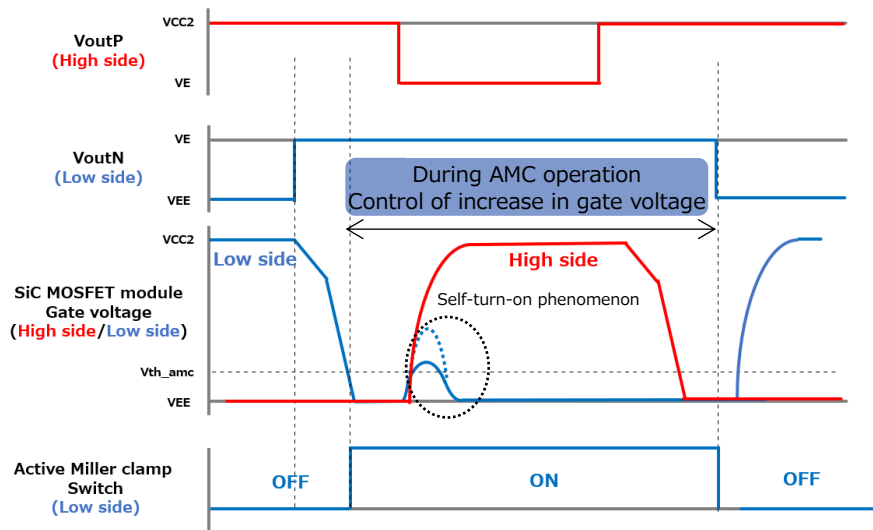 VCC2
VoutP
(High side)
VE
VE
VoutN
(Low side)
VEE
During AMC operation
Control of increase in gate voltage
VCC2
Low side
High side
SiC MOSFET module
Gate voltage
(High side/Low side)
Self-turn-on phenomenon
Vth_amc
VEE
Active Miller clamp
Switch
(Low side)
OFF
ON
OFF